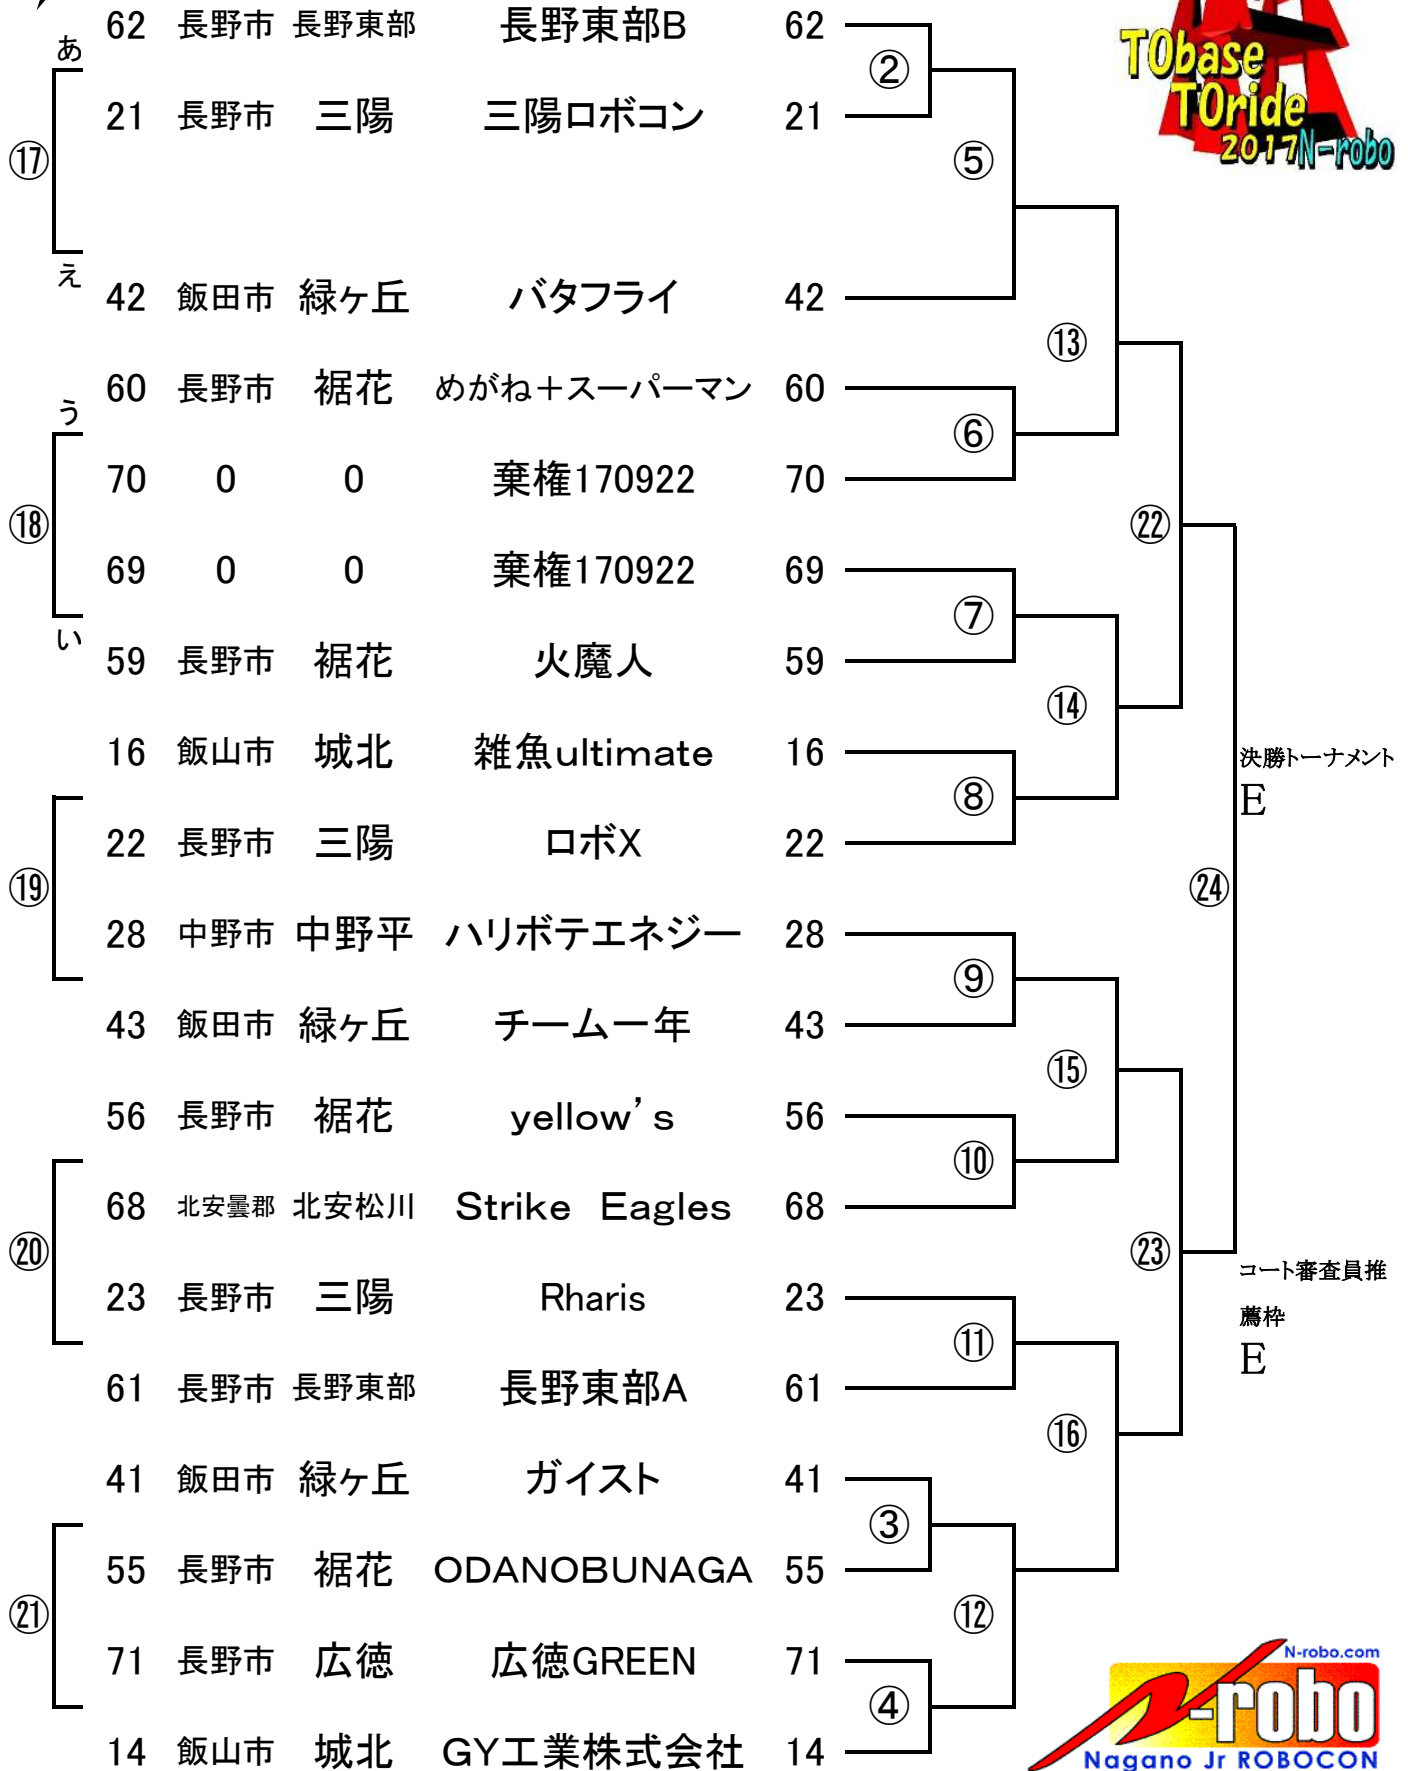 62 長野市 長野東部 長野東部B 62
TObase
あ
②
21 長野市 三陽 三陽ロボコン 21
TOride
2017N-robo
⑰
⑤
え
42 飯田市 緑ヶ丘 バタフライ 42
⑬
60 長野市 裾花 めがね＋スーパーマン 60
う
⑥
70 0 0 棄権170922 70
⑱
㉒
69 0 0 棄権170922 69
⑦
い
59 長野市 裾花 火魔人 59
⑭
16 飯山市 城北 雑魚ultimate 16
決勝トーナメント
E
⑧
22 長野市 三陽 ロボX 22
⑲
㉔
28 中野市 中野平 ハリボテエネジー 28
⑨
43 飯田市 緑ヶ丘 チーム一年 43
⑮
56 長野市 裾花 yellow’s 56
⑩
68 北安曇郡 北安松川 Strike Eagles 68
⑳
㉓
コート審査員推
薦枠
E
23 長野市 三陽 Rharis 23
⑪
61 長野市 長野東部 長野東部A 61
⑯
41 飯田市 緑ヶ丘 ガイスト 41
③
55 長野市 裾花 ODANOBUNAGA 55
㉑
⑫
71 長野市 広徳 広徳GREEN 71
④
14 飯山市 城北 GY工業株式会社 14
N-robo.com
N-robo
Nagano Jr ROBOCON